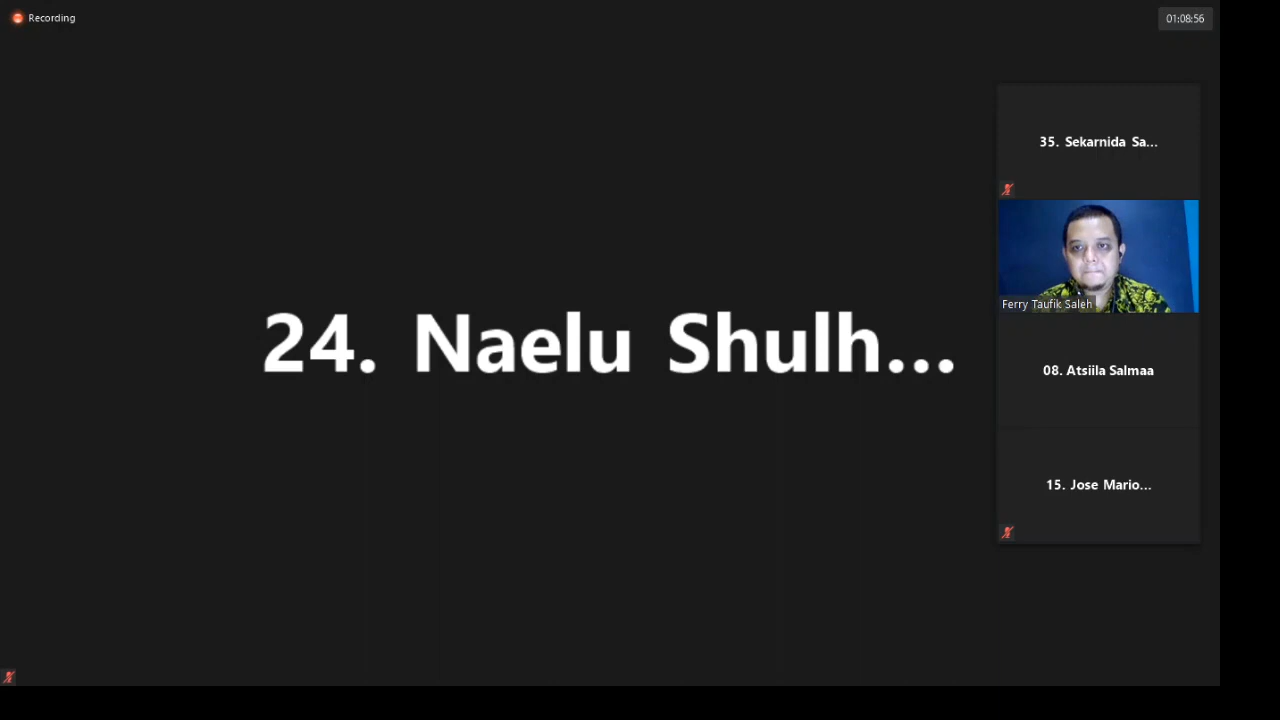 Recording
01:08:56
35. Sekarnida Sa...
Ferry Taufik Saleh
24. Naelu Shulh...
08. Atsiila Salmaa
15. Jose Mario...